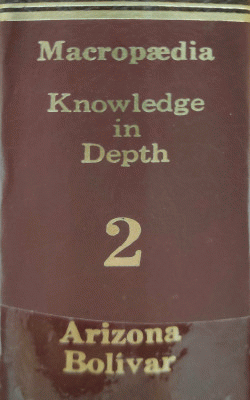 Macropædia
Knowledge
in
Depth
2
Arizona
Bolívar